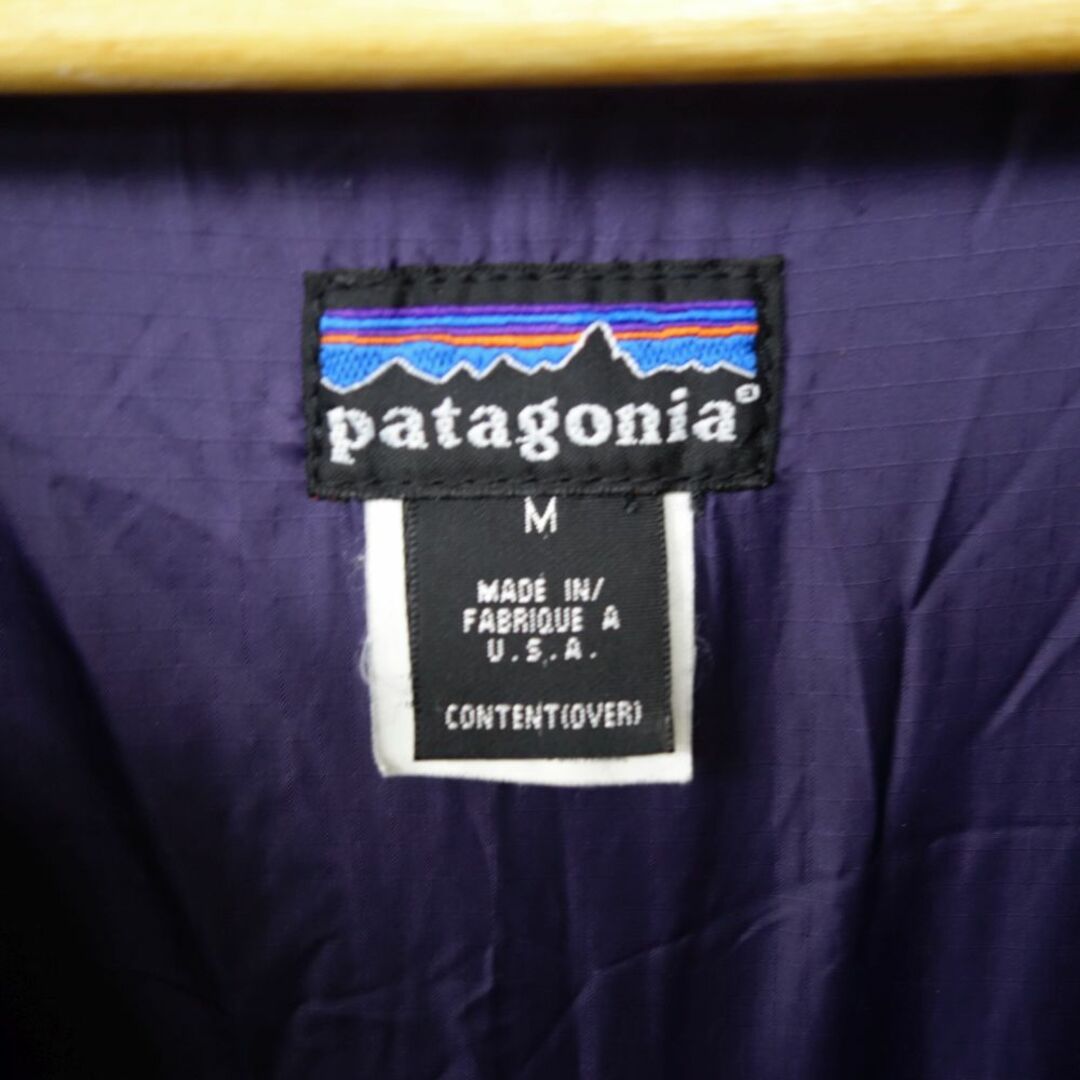 patagonia®
M
MADE IN/
FABRIQUE A
U.S.A.
CONTENT(OVER)